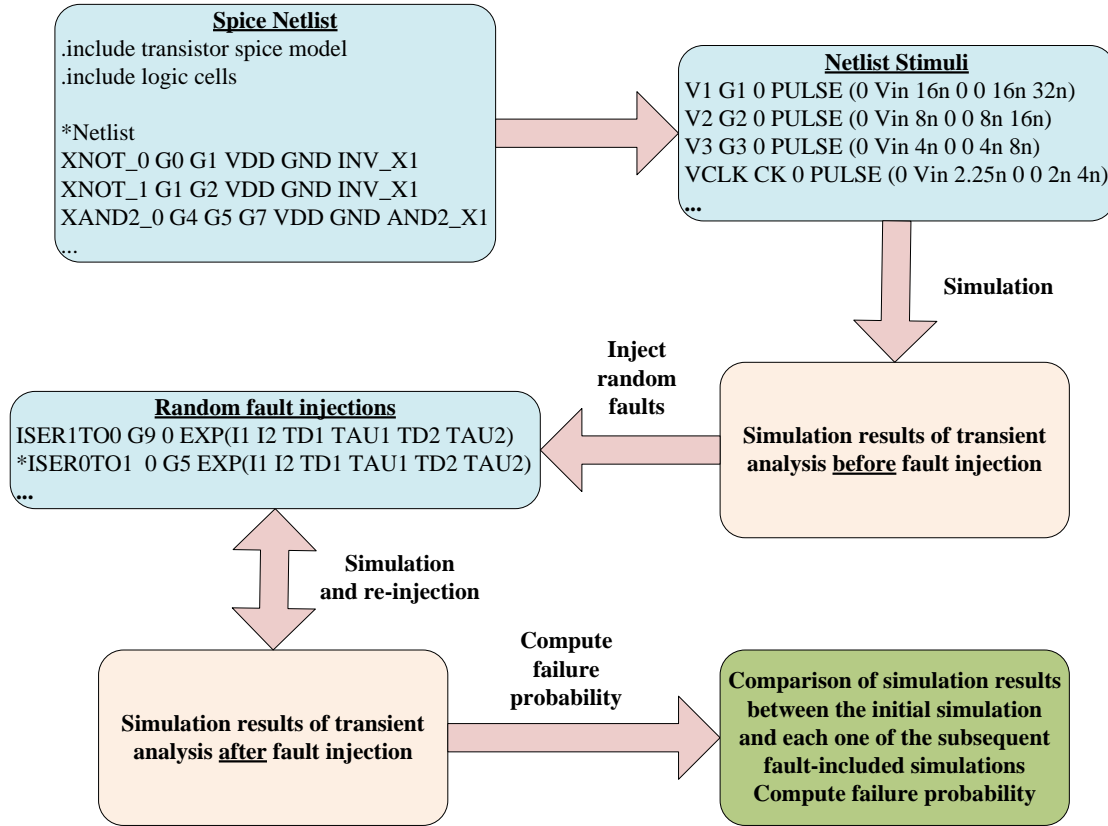 Spice Netlist
.include transistor spice model
.include logic cells
*Netlist
XNOT_0 G0 G1 VDD GND INV_X1
XNOT_1 G1 G2 VDD GND INV_X1
XAND2_0 G4 G5 G7 VDD GND AND2_X1
...
Netlist Stimuli
V1 G1 0 PULSE (0 Vin 16n 0 0 16n 32n)
V2 G2 0 PULSE (0 Vin 8n 0 0 8n 16n)
V3 G3 0 PULSE (0 Vin 4n 0 0 4n 8n)
VCLK CK 0 PULSE (0 Vin 2.25n 0 0 2n 4n)
...
Simulation
Simulation results of transient
analysis before fault injection
Inject
random
faults
Random fault injections
ISER1TO0 G9 0 EXP(I1 I2 TD1 TAU1 TD2 TAU2)
*ISER0TO1 0 G5 EXP(I1 I2 TD1 TAU1 TD2 TAU2)
...
Simulation
and re-injection
Simulation results of transient
analysis after fault injection
Compute
failure
probability
Comparison of simulation results
between the initial simulation
and each one of the subsequent
fault-included simulations
Compute failure probability